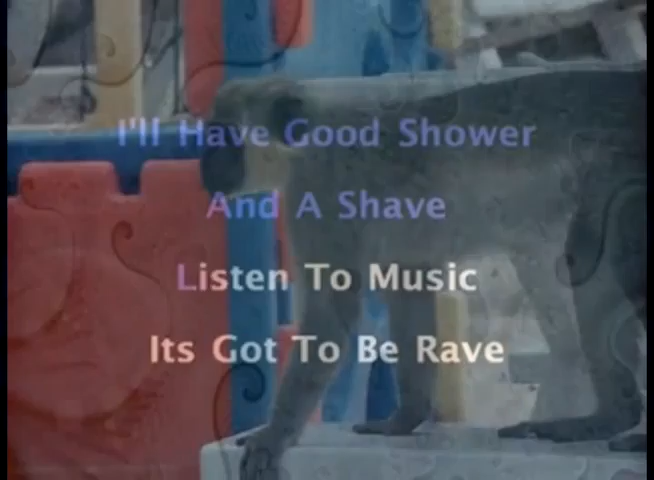 I'll Have Good Shower
And A Shave
Listen To Music
Its Got To Be Rave